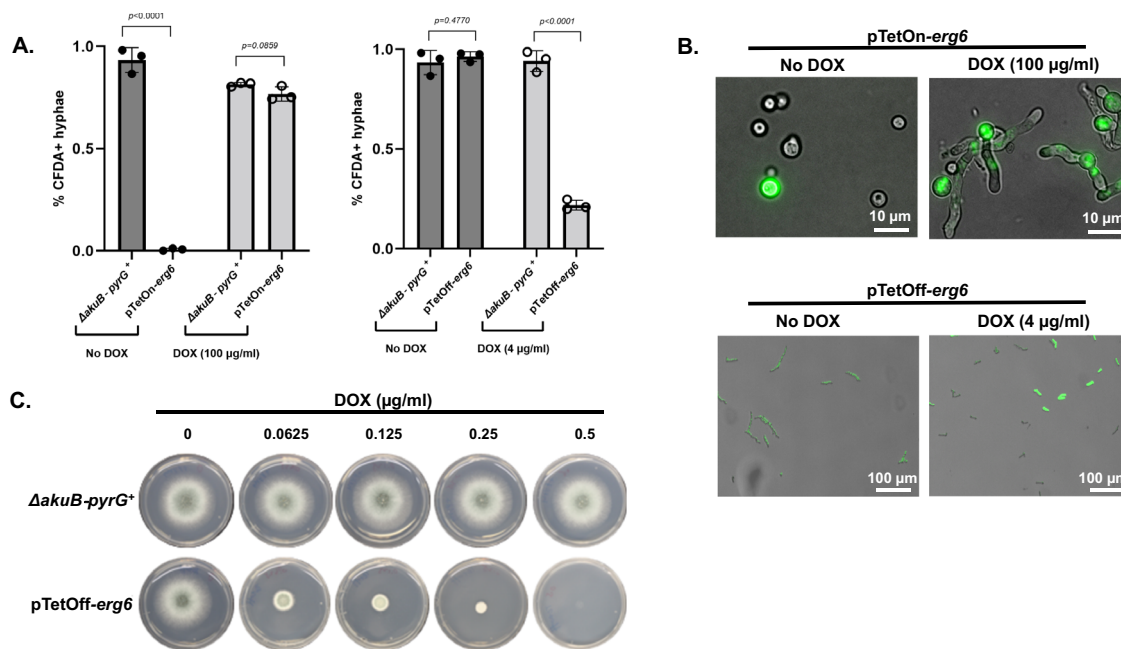 A.
p<0.0001
p=0.0859
1.0
0.5
0.0
% CFDA+ hyphae
ΔakuB- pyrG+
pTetOn-erg6
ΔakuB- pyrG+
pTetOn-erg6
No DOX
DOX (100 µg/ml)
p=0.4770
p<0.0001
1.0
0.5
0.0
% CFDA+ hyphae
ΔakuB- pyrG+
pTetOff-erg6
ΔakuB- pyrG+
pTetOff-erg6
No DOX
DOX (4 µg/ml)
B.
pTetOn-erg6
No DOX
DOX (100 µg/ml)
10 µm
10 µm
pTetOff-erg6
No DOX
DOX (4 µg/ml)
100 µm
100 µm
C.
DOX (µg/ml)
0 0.0625 0.125 0.25 0.5
ΔakuB-pyrG+
pTetOff-erg6